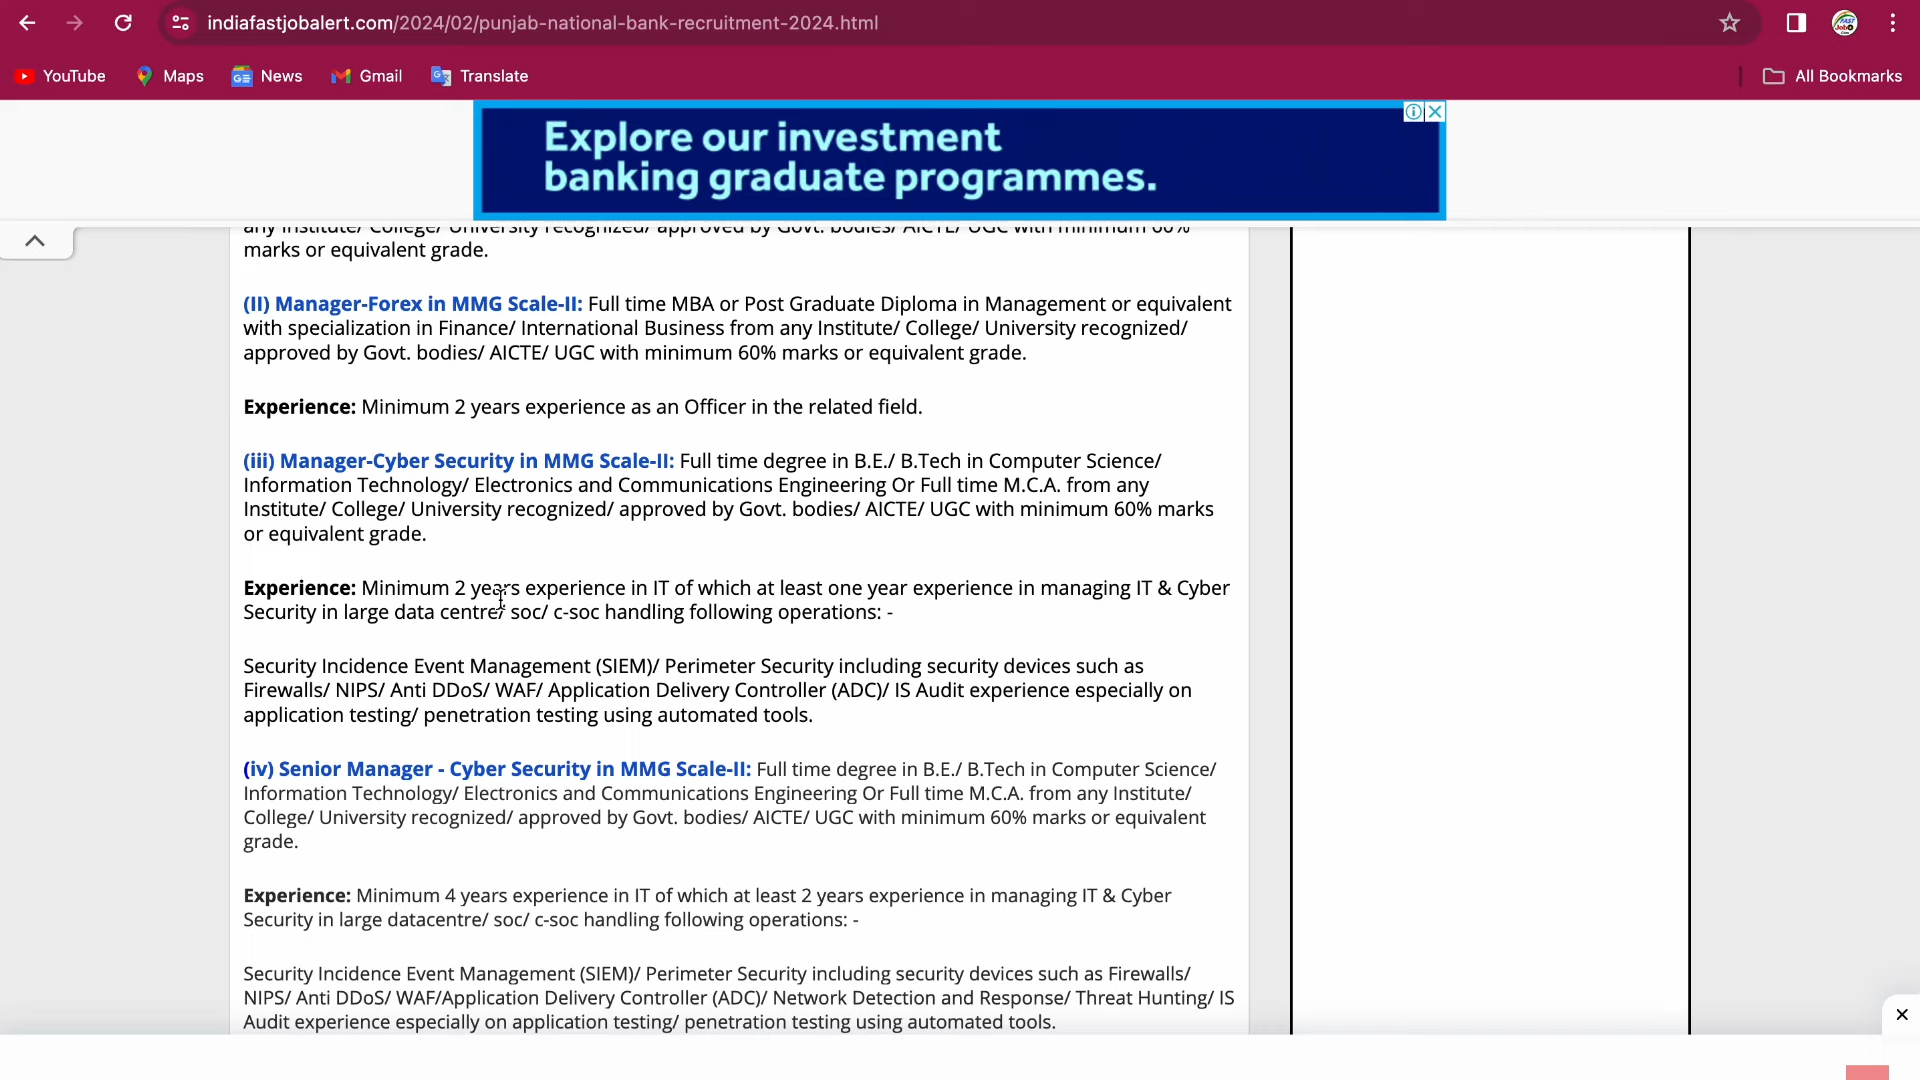 indiafastjobalert.com/2024/02/punjab-national-bank-recruitment-2024.html
YouTube Maps News Gmail Translate All Bookmarks
Explore our investment
banking graduate programmes.
any Institute/ College/ University recognized/ approved by Govt. bodies/ AICTE/ UGC with minimum 60%
marks or equivalent grade.
(II) Manager-Forex in MMG Scale-II: Full time MBA or Post Graduate Diploma in Management or equivalent
with specialization in Finance/ International Business from any Institute/ College/ University recognized/
approved by Govt. bodies/ AICTE/ UGC with minimum 60% marks or equivalent grade.
Experience: Minimum 2 years experience as an Officer in the related field.
(iii) Manager-Cyber Security in MMG Scale-II: Full time degree in B.E./ B.Tech in Computer Science/
Information Technology/ Electronics and Communications Engineering Or Full time M.C.A. from any
Institute/ College/ University recognized/ approved by Govt. bodies/ AICTE/ UGC with minimum 60% marks
or equivalent grade.
Experience: Minimum 2 years experience in IT of which at least one year experience in managing IT & Cyber
Security in large data centre/ soc/ c-soc handling following operations: -
Security Incidence Event Management (SIEM)/ Perimeter Security including security devices such as
Firewalls/ NIPS/ Anti DDoS/ WAF/ Application Delivery Controller (ADC)/ IS Audit experience especially on
application testing/ penetration testing using automated tools.
(iv) Senior Manager - Cyber Security in MMG Scale-II: Full time degree in B.E./ B.Tech in Computer Science/
Information Technology/ Electronics and Communications Engineering Or Full time M.C.A. from any Institute/
College/ University recognized/ approved by Govt. bodies/ AICTE/ UGC with minimum 60% marks or equivalent
grade.
Experience: Minimum 4 years experience in IT of which at least 2 years experience in managing IT & Cyber
Security in large datacentre/ soc/ c-soc handling following operations: -
Security Incidence Event Management (SIEM)/ Perimeter Security including security devices such as Firewalls/
NIPS/ Anti DDoS/ WAF/Application Delivery Controller (ADC)/ Network Detection and Response/ Threat Hunting/ IS
Audit experience especially on application testing/ penetration testing using automated tools.